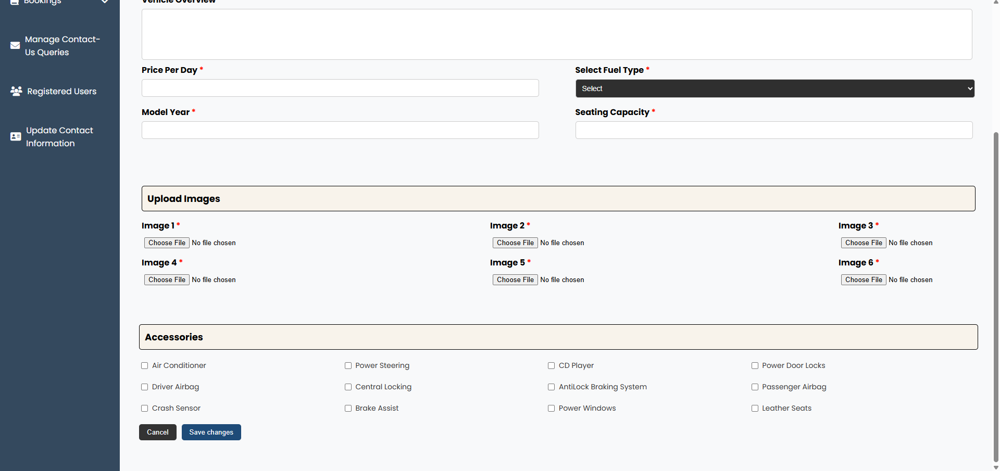 Bookings
Manage Contact-
Us Queries
Registered Users
Update Contact
Information
Vehicle Overview
Price Per Day *
Select Fuel Type *
Select
Model Year *
Seating Capacity *
Upload Images
Image 1 *
Image 2 *
Image 3 *
Choose File No file chosen
Choose File No file chosen
Choose File No file chosen
Image 4 *
Image 5 *
Image 6 *
Choose File No file chosen
Choose File No file chosen
Choose File No file chosen
Accessories
Air Conditioner
Power Steering
CD Player
Power Door Locks
Driver Airbag
Central Locking
AntiLock Braking System
Passenger Airbag
Crash Sensor
Brake Assist
Power Windows
Leather Seats
Cancel
Save changes